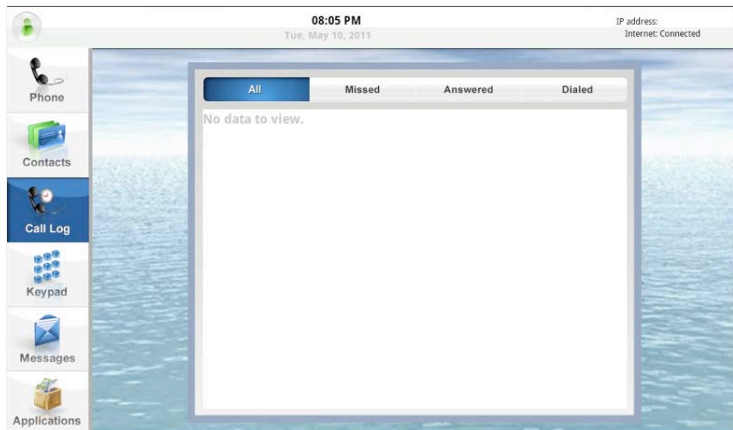 08:05 PM
Tue, May 10, 2011
IP address:
Internet: Connected
Phone
Contacts
Call Log
Keypad
Messages
Applications
All Missed Answered Dialed
No data to view.